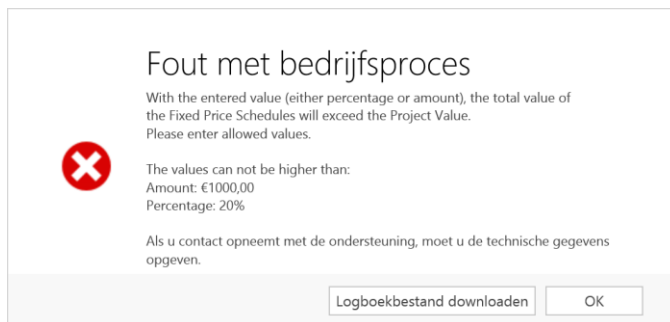 Fout met bedrijfsproces
With the entered value (either percentage or amount), the total value of
the Fixed Price Schedules will exceed the Project Value.
Please enter allowed values.
The values can not be higher than:
Amount: €1000,00
Percentage: 20%
Als u contact opneemt met de ondersteuning, moet u de technische gegevens
opgeven.
Logboekbestand downloaden OK